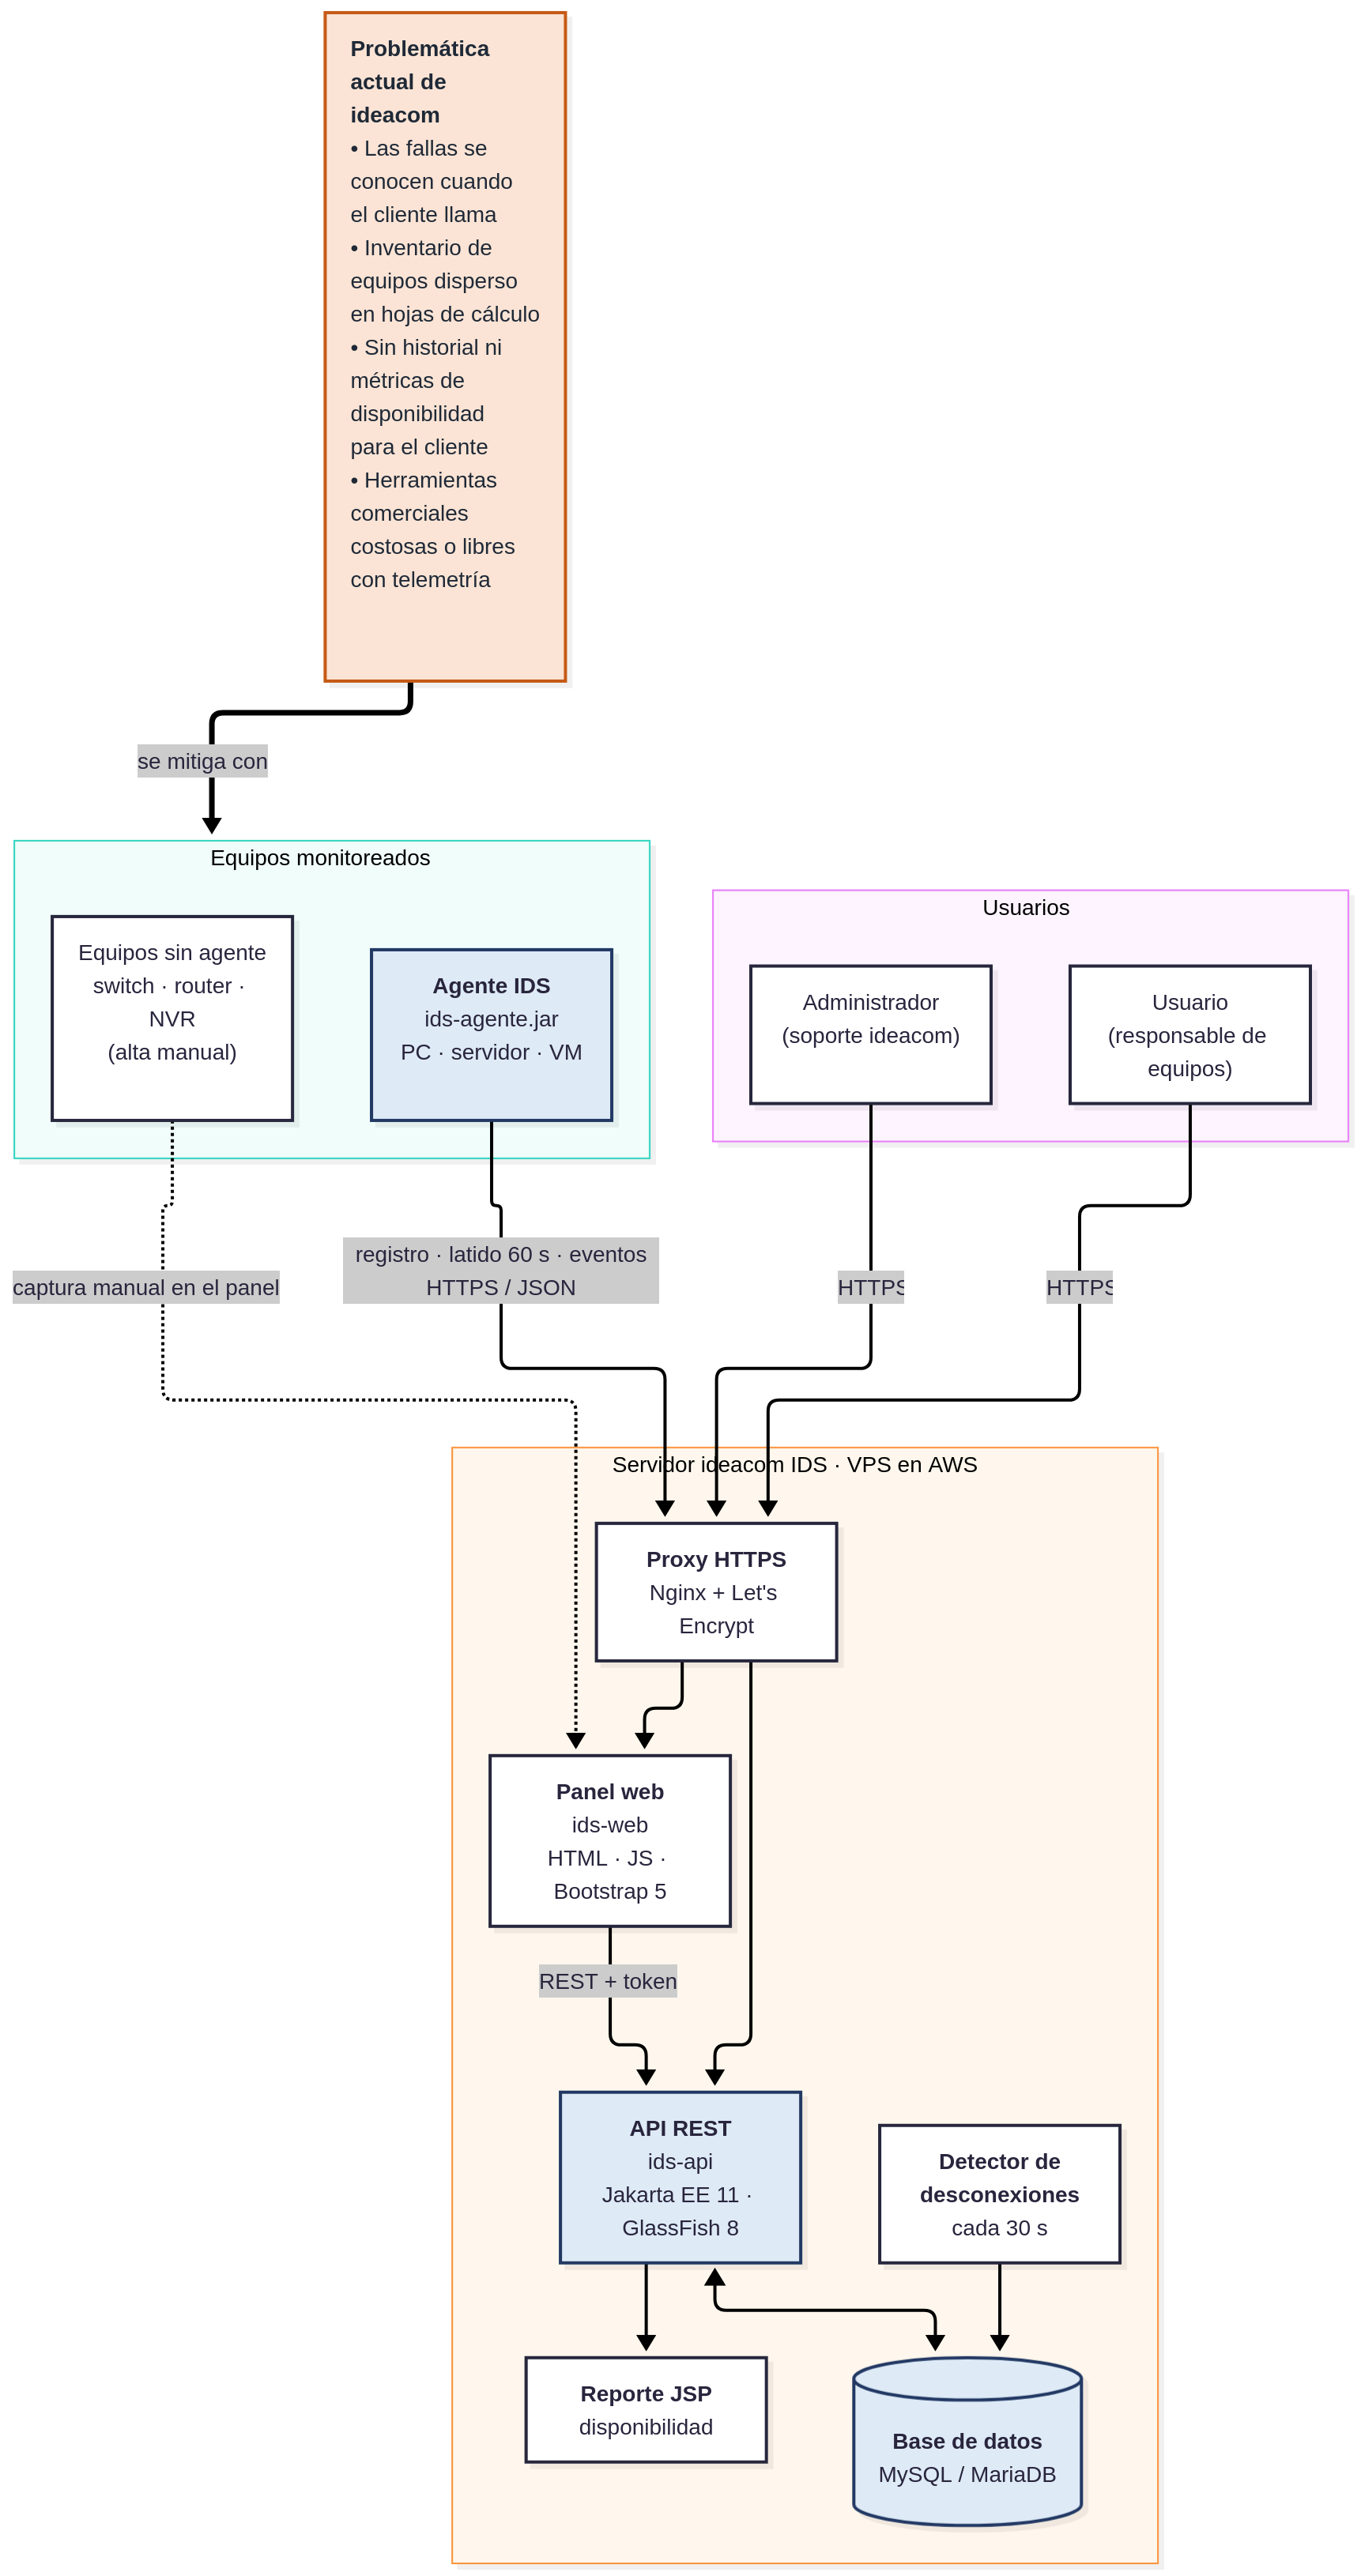 Problemática
actual de
ideacom
• Las fallas se
conocen cuando
el cliente llama
• Inventario de
equipos disperso
en hojas de cálculo
• Sin historial ni
métricas de
disponibilidad
para el cliente
• Herramientas
comerciales
costosas o libres
con telemetría
se mitiga con
Equipos monitoreados
Equipos sin agente
switch · router ·
NVR
(alta manual)
Agente IDS
ids-agente.jar
PC · servidor · VM
Usuarios
Administrador
(soporte ideacom)
Usuario
(responsable de
equipos)
captura manual en el panel
registro · latido 60 s · eventos
HTTPS / JSON
HTTPS
HTTPS
Servidor ideacom IDS · VPS en AWS
Proxy HTTPS
Nginx + Let's
Encrypt
Panel web
ids-web
HTML · JS ·
Bootstrap 5
REST + token
API REST
ids-api
Jakarta EE 11 ·
GlassFish 8
Detector de
desconexiones
cada 30 s
Reporte JSP
disponibilidad
Base de datos
MySQL / MariaDB